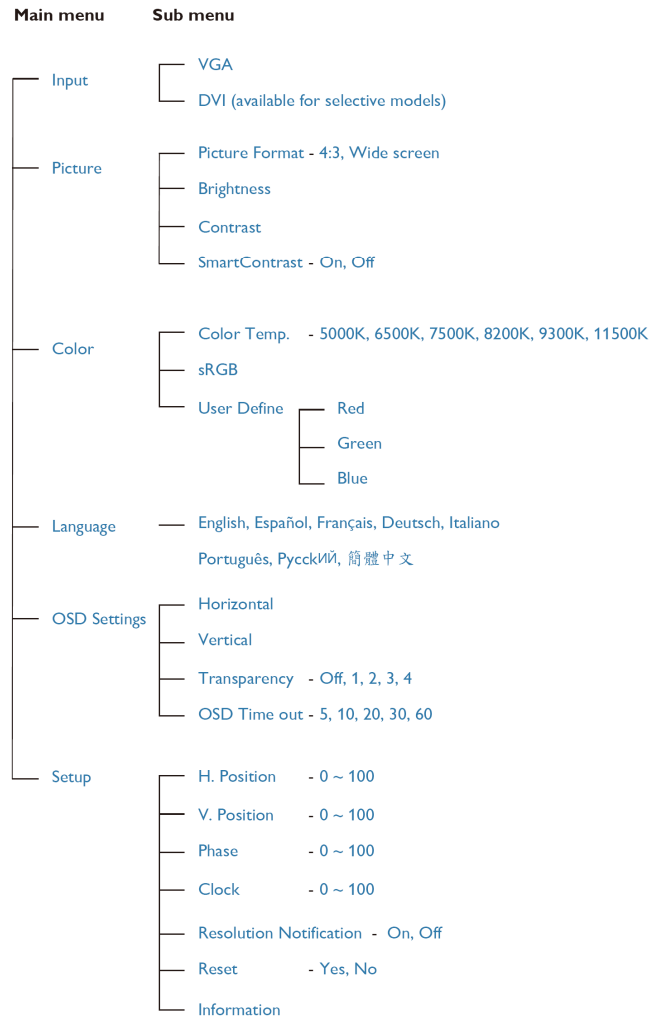 Main menu Sub menu
Input
VGA
DVI (available for selective models)
Picture
Picture Format - 4:3, Wide screen
Brightness
Contrast
SmartContrast - On, Off
Color
Color Temp. - 5000K, 6500K, 7500K, 8200K, 9300K, 11500K
sRGB
User Define
Red
Green
Blue
Language
English, Español, Français, Deutsch, Italiano
Português, РусскИЙ, 简體中文
OSD Settings
Horizontal
Vertical
Transparency - Off, 1, 2, 3, 4
OSD Time out - 5, 10, 20, 30, 60
Setup
H. Position - 0 ~ 100
V. Position - 0 ~ 100
Phase - 0 ~ 100
Clock - 0 ~ 100
Resolution Notification - On, Off
Reset - Yes, No
Information